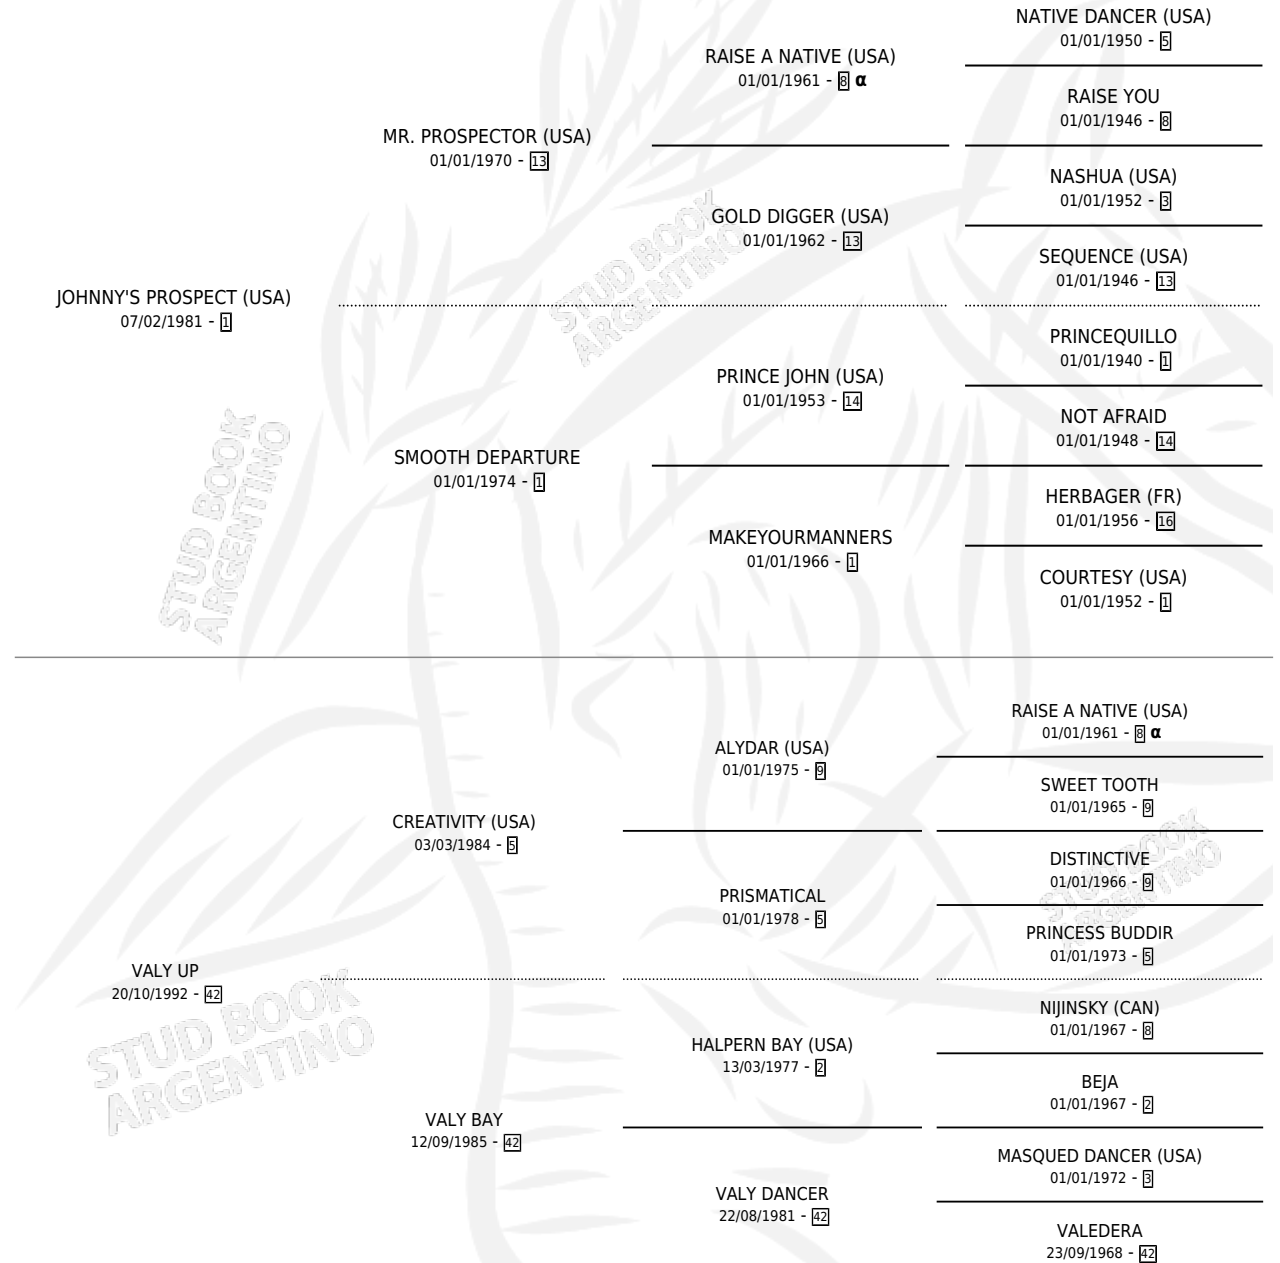 NATIVE DANCER (USA)
01/01/1950 - 5
RAISE A NATIVE (USA)
01/01/1961 - 8 α
RAISE YOU
01/01/1946 - 8
MR. PROSPECTOR (USA)
01/01/1970 - 13
NASHUA (USA)
01/01/1952 - 3
GOLD DIGGER (USA)
01/01/1962 - 13
SEQUENCE (USA)
01/01/1946 - 13
JOHNNY'S PROSPECT (USA)
07/02/1981 - 1
PRINCEQUILLO
01/01/1940 - 1
PRINCE JOHN (USA)
01/01/1953 - 14
NOT AFRAID
01/01/1948 - 14
SMOOTH DEPARTURE
01/01/1974 - 1
HERBAGER (FR)
01/01/1956 - 16
MAKEYOURMANNERS
01/01/1966 - 1
COURTESY (USA)
01/01/1952 - 1
RAISE A NATIVE (USA)
01/01/1961 - 8 α
ALYDAR (USA)
01/01/1975 - 9
SWEET TOOTH
01/01/1965 - 9
CREATIVITY (USA)
03/03/1984 - 5
DISTINCTIVE
01/01/1966 - 9
PRISMATICAL
01/01/1978 - 5
PRINCESS BUDDIR
01/01/1973 - 5
VALY UP
20/10/1992 - 42
NIJINSKY (CAN)
01/01/1967 - 8
HALPERN BAY (USA)
13/03/1977 - 2
BEJA
01/01/1967 - 2
VALY BAY
12/09/1985 - 42
MASQUED DANCER (USA)
01/01/1972 - 3
VALY DANCER
22/08/1981 - 42
VALEDERA
23/09/1968 - 42
STUD BOOK
ARGENTINO
STUD BOOK
ARGENTINO
STUD BOOK
ARGENTINO
STUD BOOK
ARGENTINO